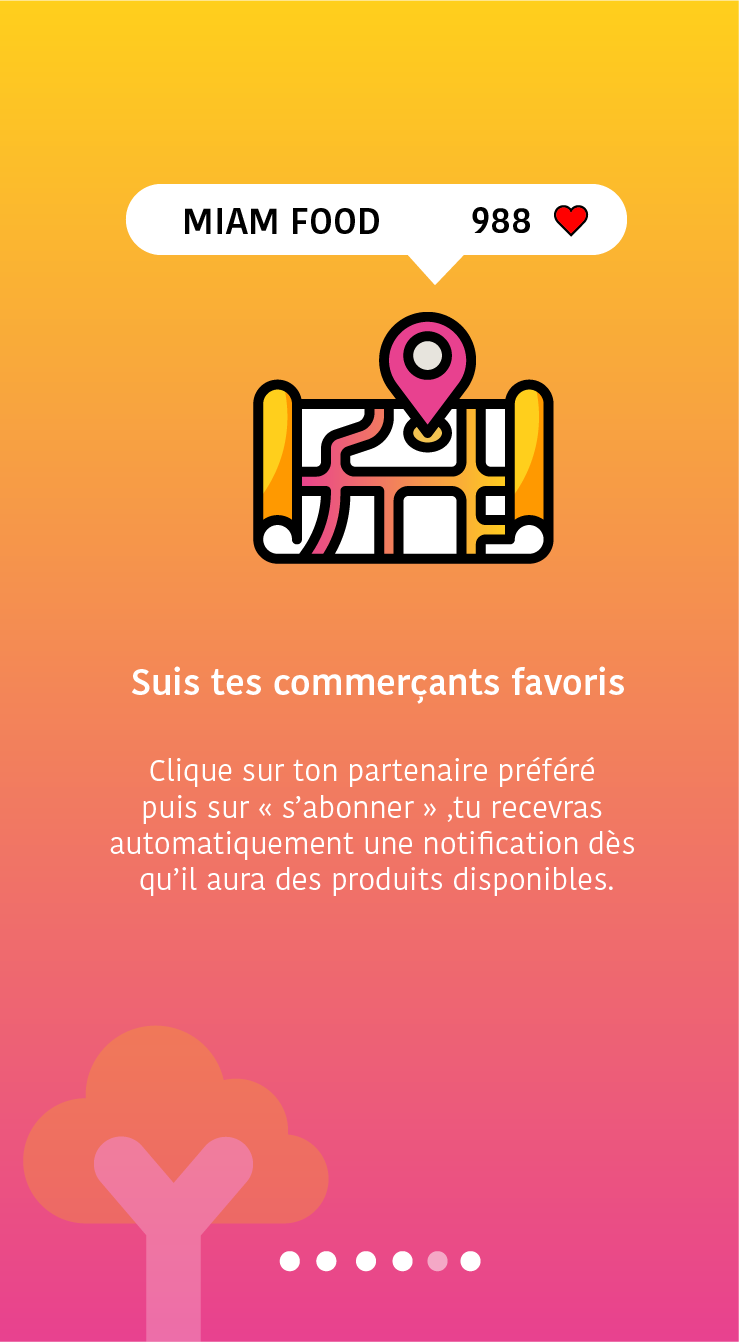 MIAM FOOD 988
Suis tes commerçants favoris
Clique sur ton partenaire préféré
puis sur « s’abonner » ,tu recevras
automatiquement une notification dès
qu’il aura des produits disponibles.